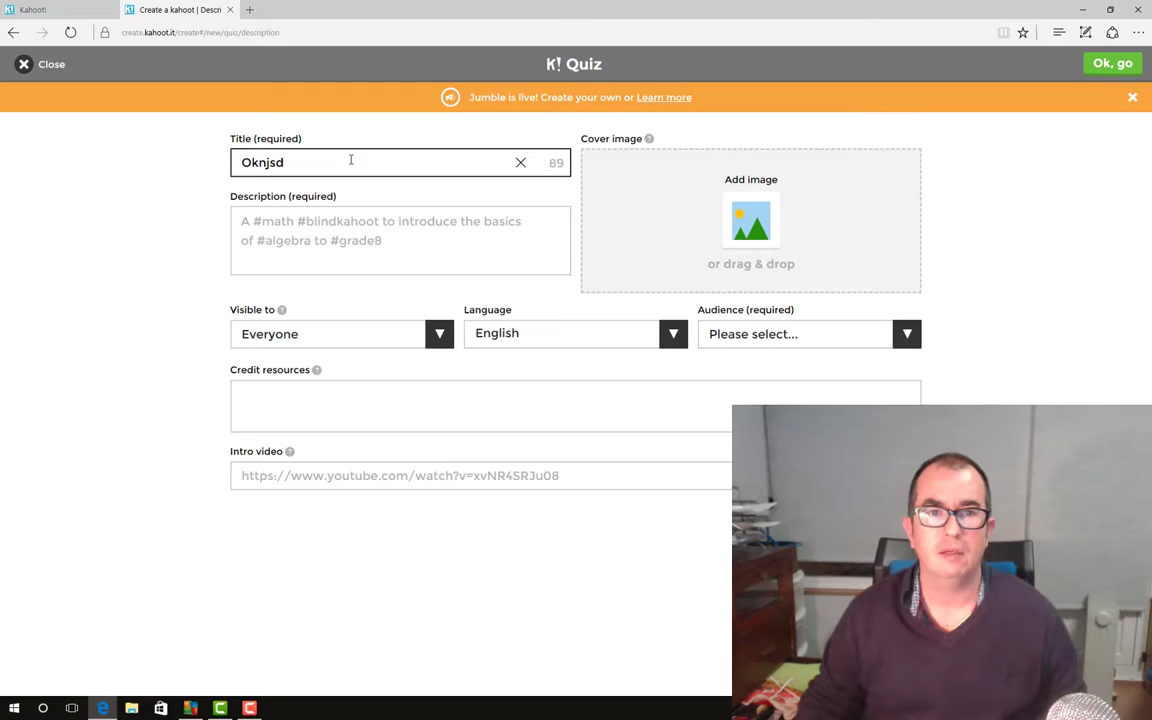 Kahoot!
Create a kahoot | Descri
create.kahoot.it/create#/new/quiz/description
Close
K! Quiz
Ok, go
Jumble is live! Create your own or Learn more
Title (required)
Cover image ?
Oknjsd
89
Add image
Description (required)
A #math #blindkahoot to introduce the basics
of #algebra to #grade8
or drag & drop
Visible to ?
Language
Audience (required)
Everyone
English
Please select...
Credit resources ?
Intro video ?
https://www.youtube.com/watch?v=xvNR4SRJu08